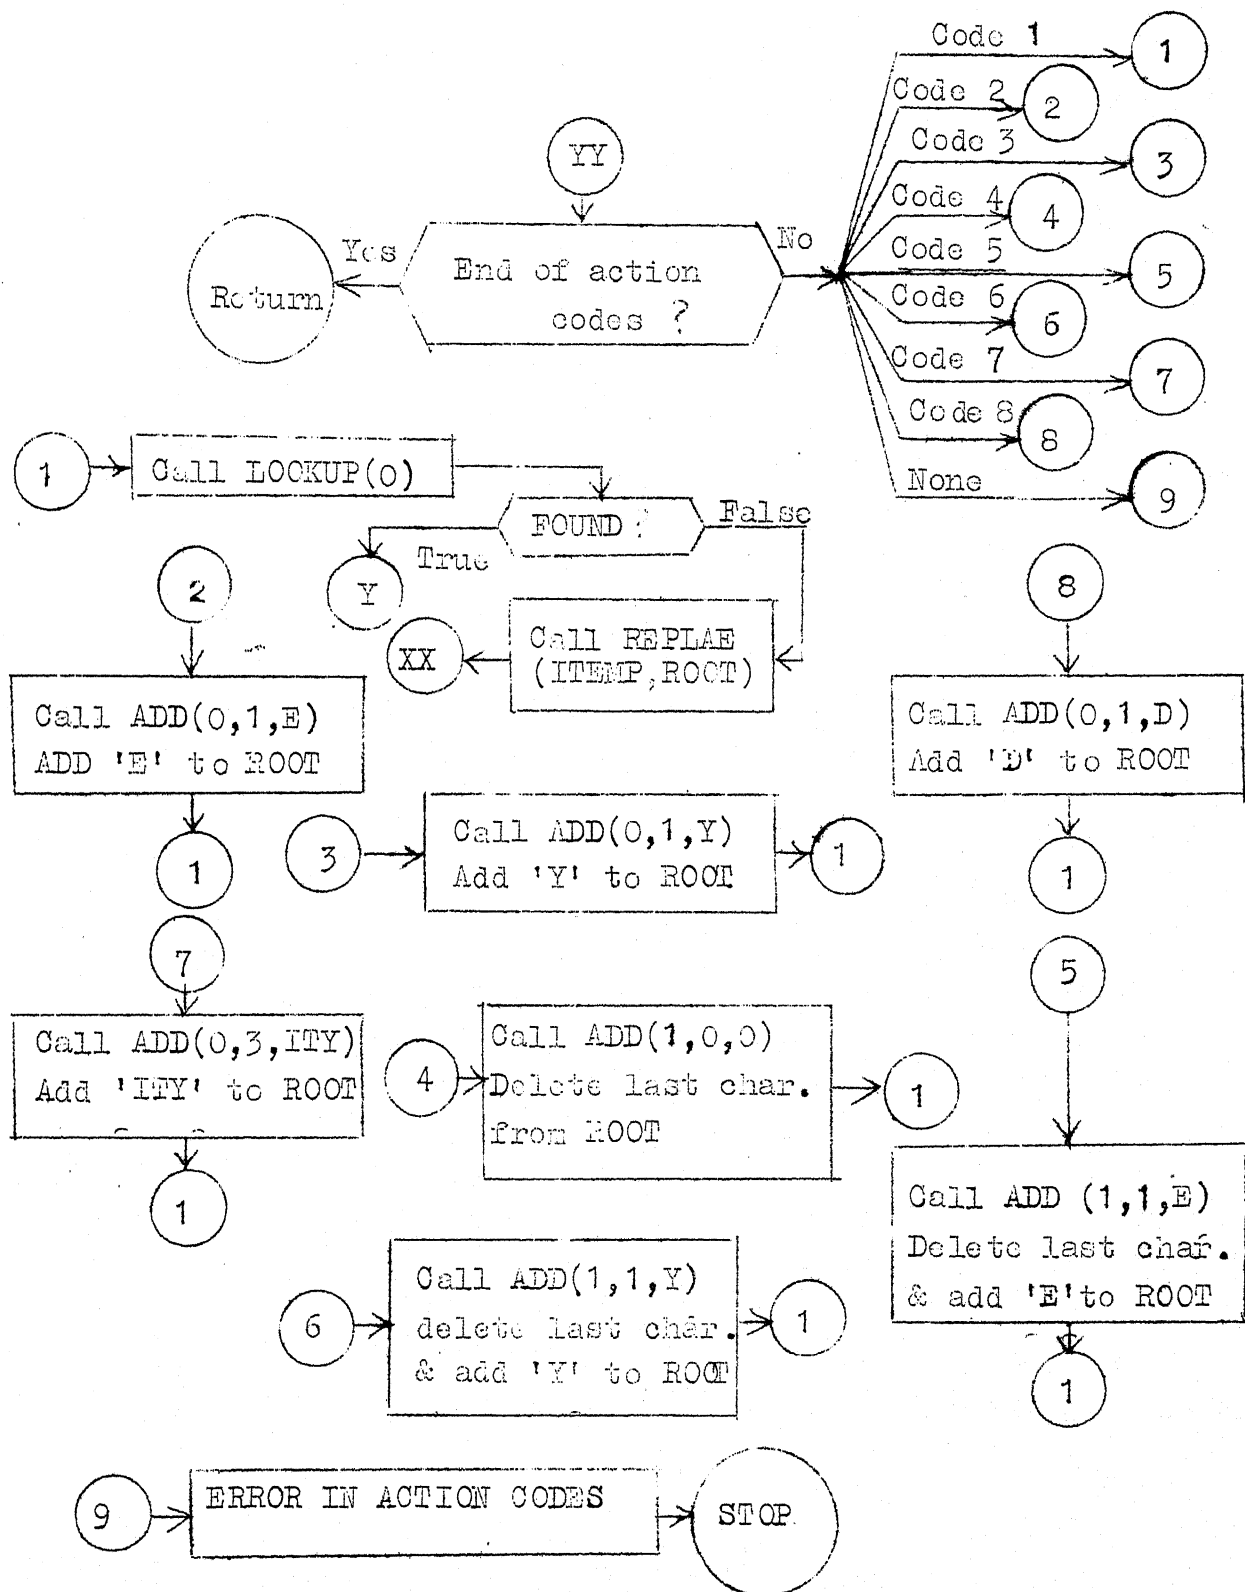 Code 1
1
Code 2
2
YY
Code 3
3
Code 4
4
Yes
No
Code 5
End of action
codes ?
Return
5
Code 6
6
Code 7
7
Code 8
8
1
Call LOOKUP(0)
None
9
FOUND?
False
True
2
Y
8
Call REPLAE
(ITEMP,ROOT)
XX
Call ADD(0,1,E)
ADD 'E' to ROOT
Call ADD(0,1,D)
Add 'D' to ROOT
3
Call ADD(0,1,Y)
Add 'Y' to ROOT
1
1
1
7
5
Call ADD(0,3,ITY)
Add 'ITY' to ROOT
4
Call ADD(1,0,0)
Delete last char.
from ROOT
1
1
Call ADD (1,1,E)
Delete last char.
& add 'E'to ROOT
6
Call ADD(1,1,Y)
delete last char.
& add 'Y' to ROOT
1
1
9
ERROR IN ACTION CODES
STOP